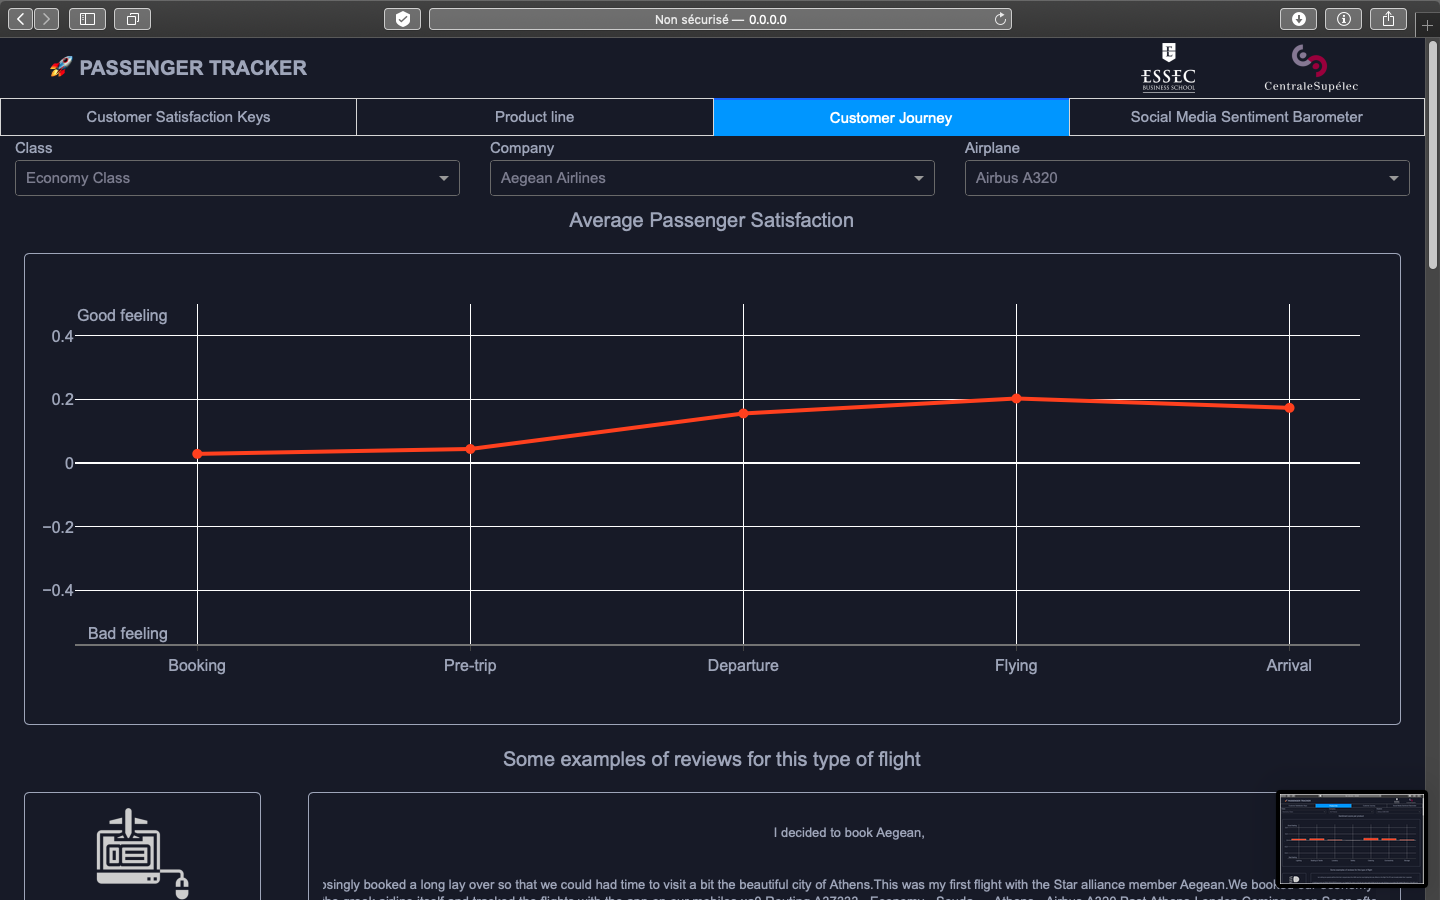 Non sécurisé — 0.0.0.0
🚀 PASSENGER TRACKER
ESSEC
BUSINESS SCHOOL
CentraleSupélec
Customer Satisfaction Keys
Product line
Customer Journey
Social Media Sentiment Barometer
Class
Company
Airplane
Economy Class
Aegean Airlines
Airbus A320
Average Passenger Satisfaction
Good feeling
0.4
0.2
0
−0.2
−0.4
Bad feeling
Booking
Pre-trip
Departure
Flying
Arrival
Some examples of reviews for this type of flight
I decided to book Aegean,
osingly booked a long lay over so that we could had time to visit a bit the beautiful city of Athens.This was my first flight with the Star alliance member Aegean.We